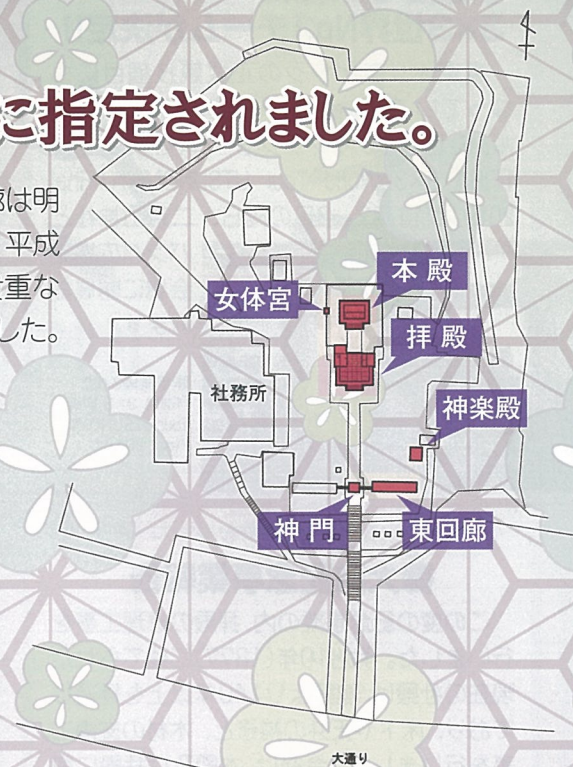 に指定されました。
廊は明
平成
重な
した。
本殿
女体宮
拝殿
社務所
神楽殿
神門
東回廊
大通り